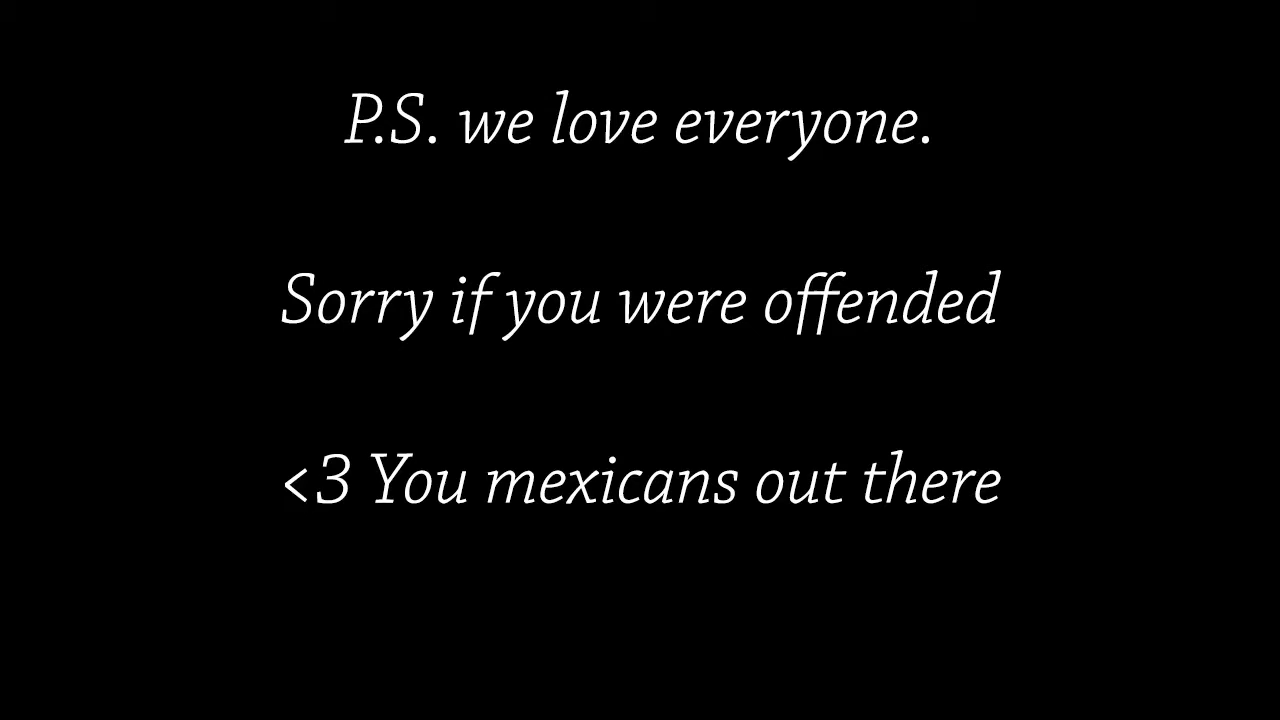 P.S. we love everyone.
Sorry if you were offended
<3 You mexicans out there